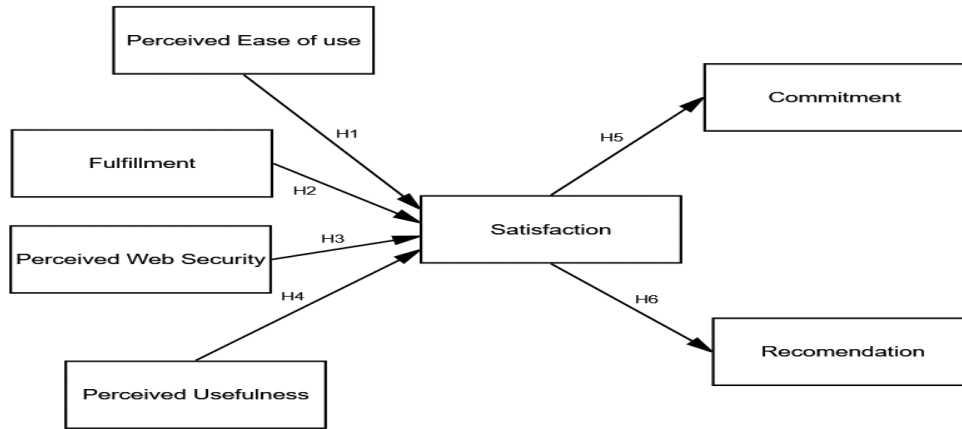 Perceived Ease of use
Commitment
H1
H5
Fulfillment
H2
Satisfaction
H3
Perceived Web Security
H4
H6
Recomendation
Perceived Usefulness